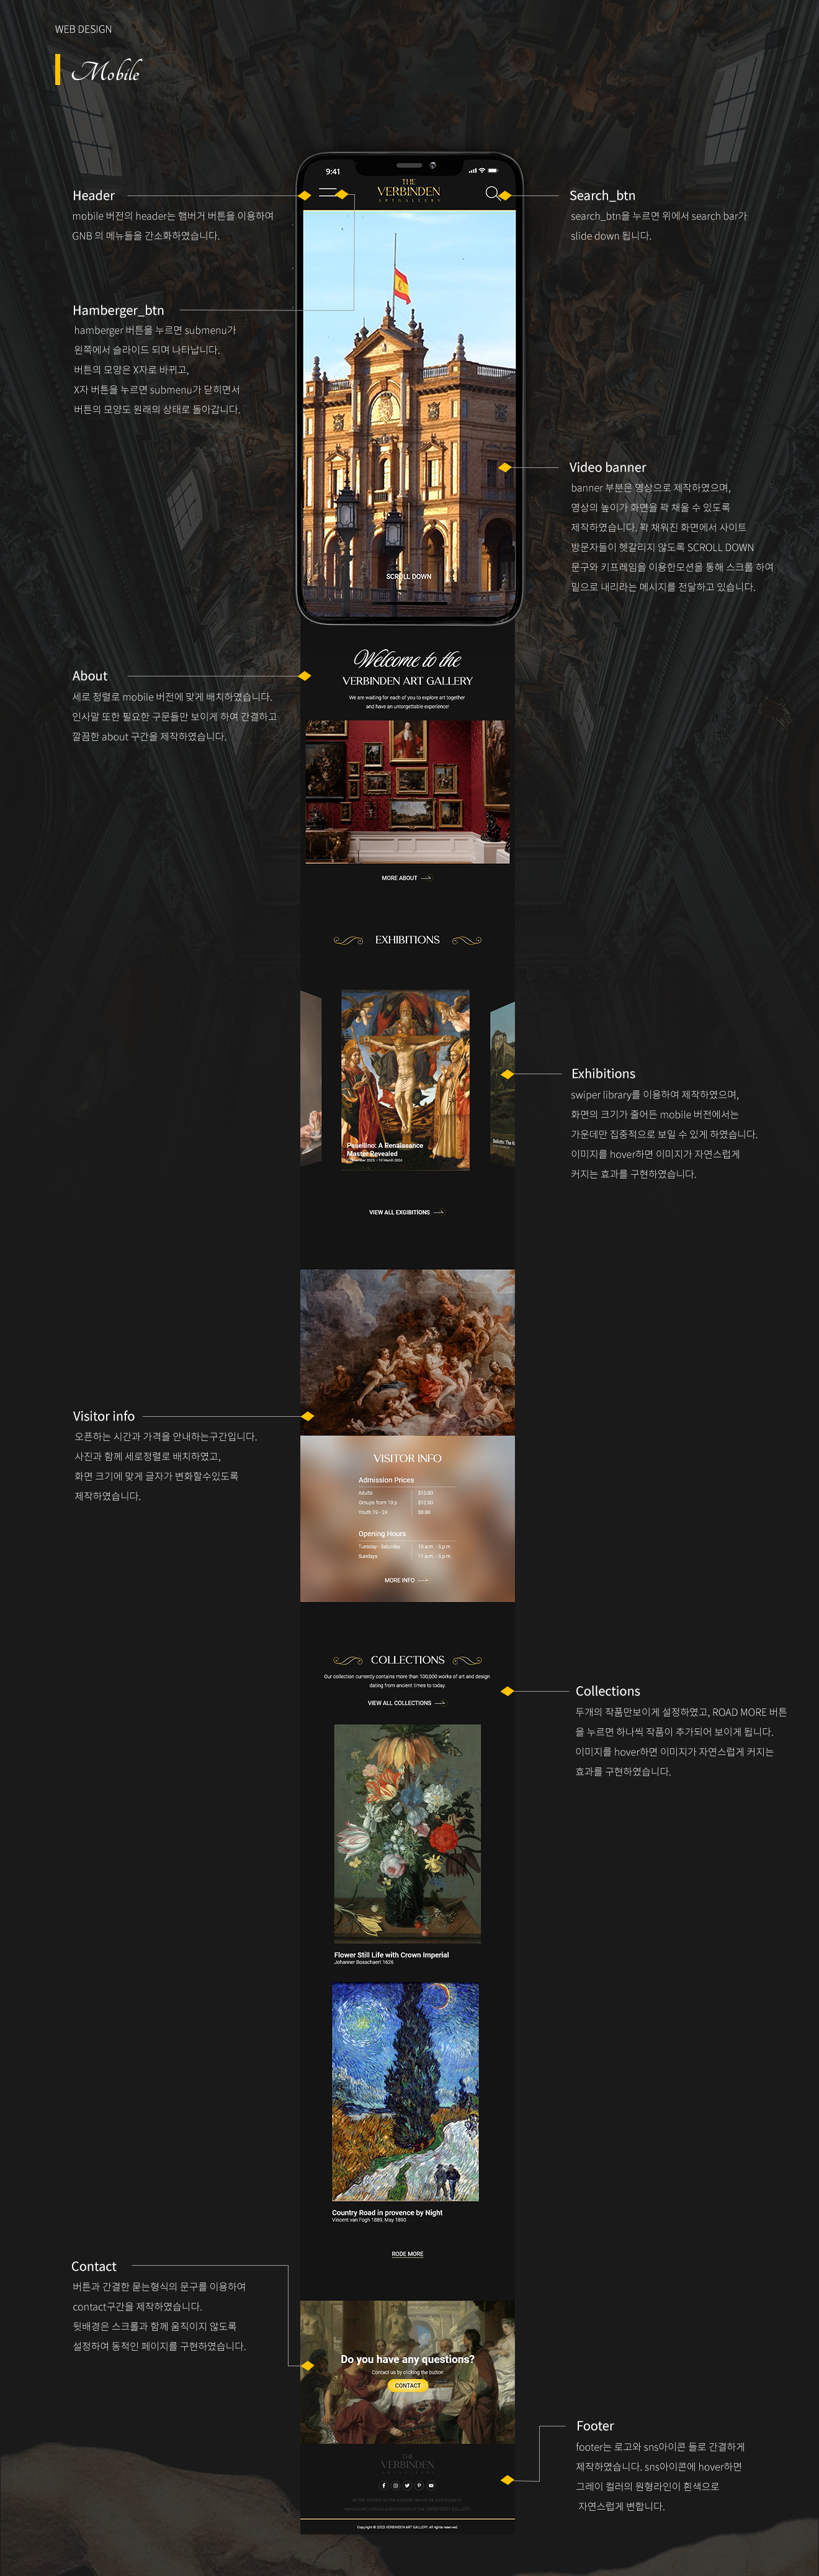 WEB DESIGN
Mobile
9:41
THE
VERBINDEN
ARTGALLERY
Header
mobile 버전의 header는 햄버거 버튼을 이용하여
GNB 의 메뉴들을 간소화하였습니다.
Search_btn
search_btn을 누르면 위에서 search bar가
slide down 됩니다.
Hamberger_btn
hamberger 버튼을 누르면 submenu가
왼쪽에서 슬라이드 되며 나타납니다.
버튼의 모양은 X자로 바뀌고,
X자 버튼을 누르면 submenu가 닫히면서
버튼의 모양도 원래의 상태로 돌아갑니다.
Video banner
banner 부분은 영상으로 제작하였으며,
영상의 높이가 화면을 꽉 채울 수 있도록
제작하였습니다. 꽉 채워진 화면에서 사이트
방문자들이 헷갈리지 않도록 SCROLL DOWN
문구와 키프레임을 이용한모션을 통해 스크롤 하여
밑으로 내리라는 메시지를 전달하고 있습니다.
SCROLL DOWN
Welcome to the
VERBINDEN ART GALLERY
We are waiting for each of you to explore art together
and have an unforgettable experience!
About
세로 정렬로 mobile 버전에 맞게 배치하였습니다.
인사말 또한 필요한 구문들만 보이게 하여 간결하고
깔끔한 about 구간을 제작하였습니다.
MORE ABOUT
EXHIBITIONS
Pesellino: A Renaissance
Master Revealed
VIEW ALL EXGIBITIONS
Exhibitions
swiper library를 이용하여 제작하였으며,
화면의 크기가 줄어든 mobile 버전에서는
가운데만 집중적으로 보일 수 있게 하였습니다.
이미지를 hover하면 이미지가 자연스럽게
커지는 효과를 구현하였습니다.
Visitor info
오픈하는 시간과 가격을 안내하는구간입니다.
사진과 함께 세로정렬로 배치하였고,
화면 크기에 맞게 글자가 변화할수있도록
제작하였습니다.
VISITOR INFO
Admission Prices
Adults $15.00
Groups from 10 p $12.00
Youth 19 - 24 $8.00
Opening Hours
Tuesday - Saturday 10 a.m. - 5 p.m.
Sundays 11 a.m. - 5 p.m.
MORE INFO
COLLECTIONS
Our collection currently contains more than 100,000 works of art and design
dating from ancient times to today.
VIEW ALL COLLECTIONS
Collections
두개의 작품만보이게 설정하였고, ROAD MORE 버튼
을 누르면 하나씩 작품이 추가되어 보이게 됩니다.
이미지를 hover하면 이미지가 자연스럽게 커지는
효과를 구현하였습니다.
Flower Still Life with Crown Imperial
Johanner Bosschaert 1626
Country Road in provence by Night
Vincent van Fogh 1889, May 1890
RODE MORE
Contact
버튼과 간결한 묻는형식의 문구를 이용하여
contact구간을 제작하였습니다.
뒷배경은 스크롤과 함께 움직이지 않도록
설정하여 동적인 페이지를 구현하였습니다.
Do you have any questions?
Contact us by clicking the button
CONTACT
THE
VERBINDEN
Footer
footer는 로고와 sns아이콘 들로 간결하게
제작하였습니다. sns아이콘에 hover하면
그레이 컬러의 원형라인이 흰색으로
자연스럽게 변합니다.
Copyright © 2023 VERBINDEN ART GALLERY. All rights reserved.